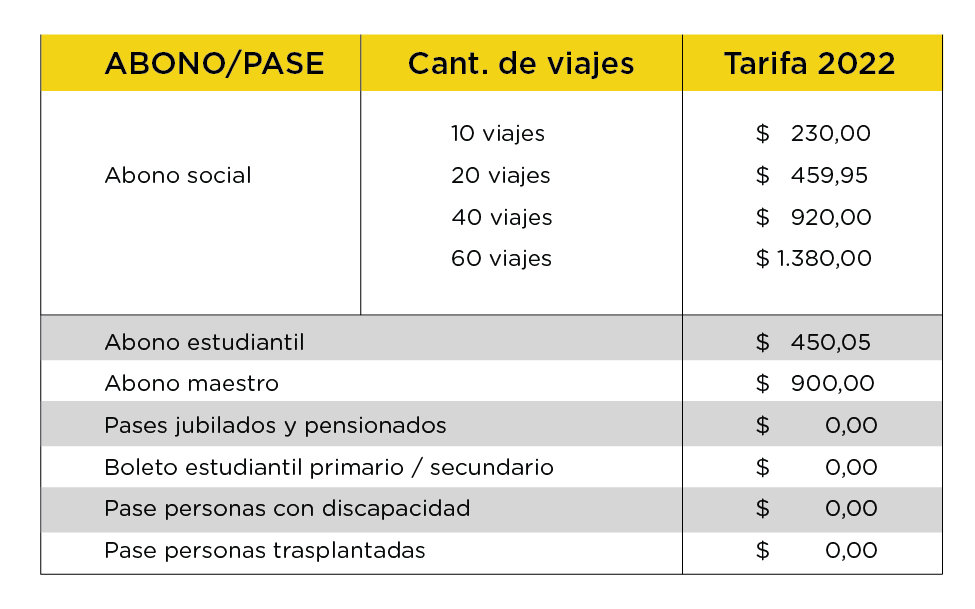 ABONO/PASE Cant. de viajes Tarifa 2022
10 viajes $ 230,00
Abono social 20 viajes $ 459,95
40 viajes $ 920,00
60 viajes $ 1.380,00
Abono estudiantil $ 450,05
Abono maestro $ 900,00
Pases jubilados y pensionados $ 0,00
Boleto estudiantil primario / secundario $ 0,00
Pase personas con discapacidad $ 0,00
Pase personas trasplantadas $ 0,00